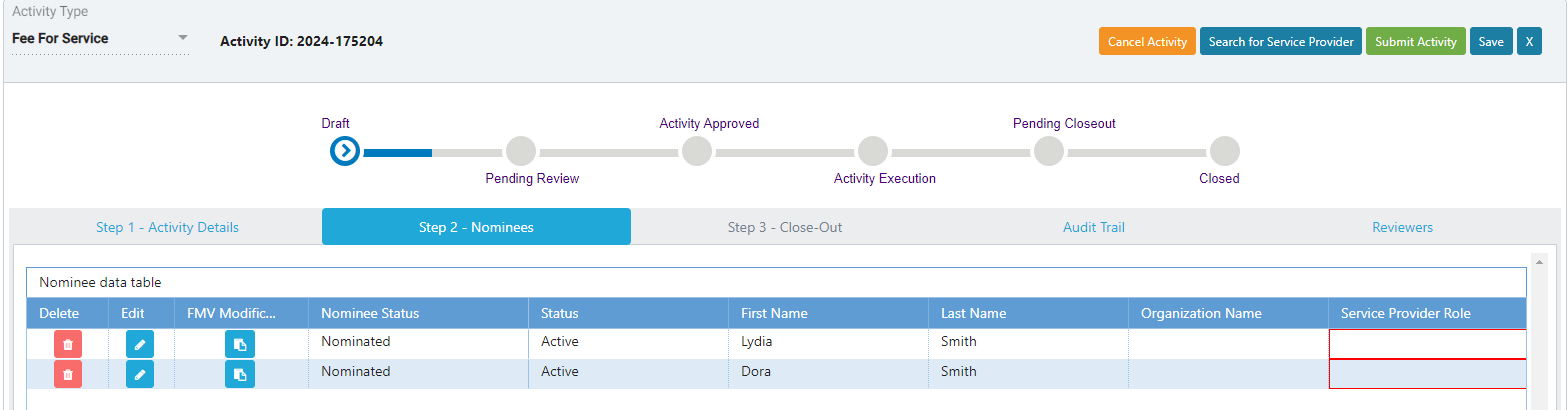 Activity Type
Fee For Service
Activity ID: 2024-175204
Cancel Activity
Search for Service Provider
Submit Activity
Save
X
Draft
Activity Approved
Pending Closeout
Pending Review
Activity Execution
Closed
Step 1 - Activity Details
Step 2 - Nominees
Step 3 - Close-Out
Audit Trail
Reviewers
Nominee data table
Delete Edit FMV Modific... Nominee Status Status First Name Last Name Organization Name Service Provider Role
Nominated Active Lydia Smith
Nominated Active Dora Smith